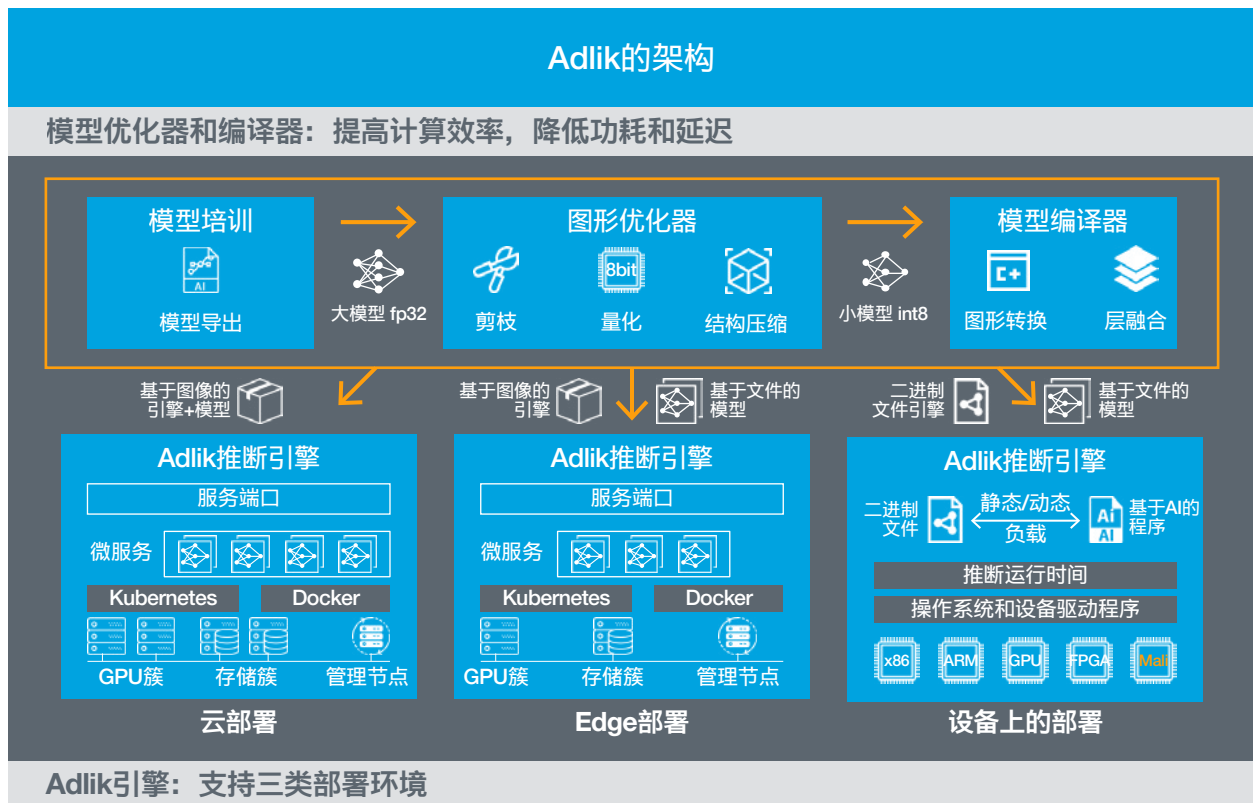 Adlik的架构
模型优化器和编译器：提高计算效率，降低功耗和延迟
模型培训
AI
模型导出
大模型 fp32
图形优化器
剪枝
8bit
量化
结构压缩
小模型 int8
模型编译器
C+
图形转换
层融合
基于图像的
引擎+模型
基于图像的
引擎
基于文件的
模型
二进制
文件引擎
基于文件的
模型
Adlik推断引擎
服务端口
微服务
Kubernetes
Docker
GPU簇
存储簇
管理节点
云部署
Adlik推断引擎
服务端口
微服务
Kubernetes
Docker
GPU簇
存储簇
管理节点
Edge部署
Adlik推断引擎
二进制
文件
静态/动态
负载
Ai
AI
基于AI的
程序
推断运行时间
操作系统和设备驱动程序
x86
ARM
GPU
FPGA
Mali
设备上的部署
Adlik引擎：支持三类部署环境